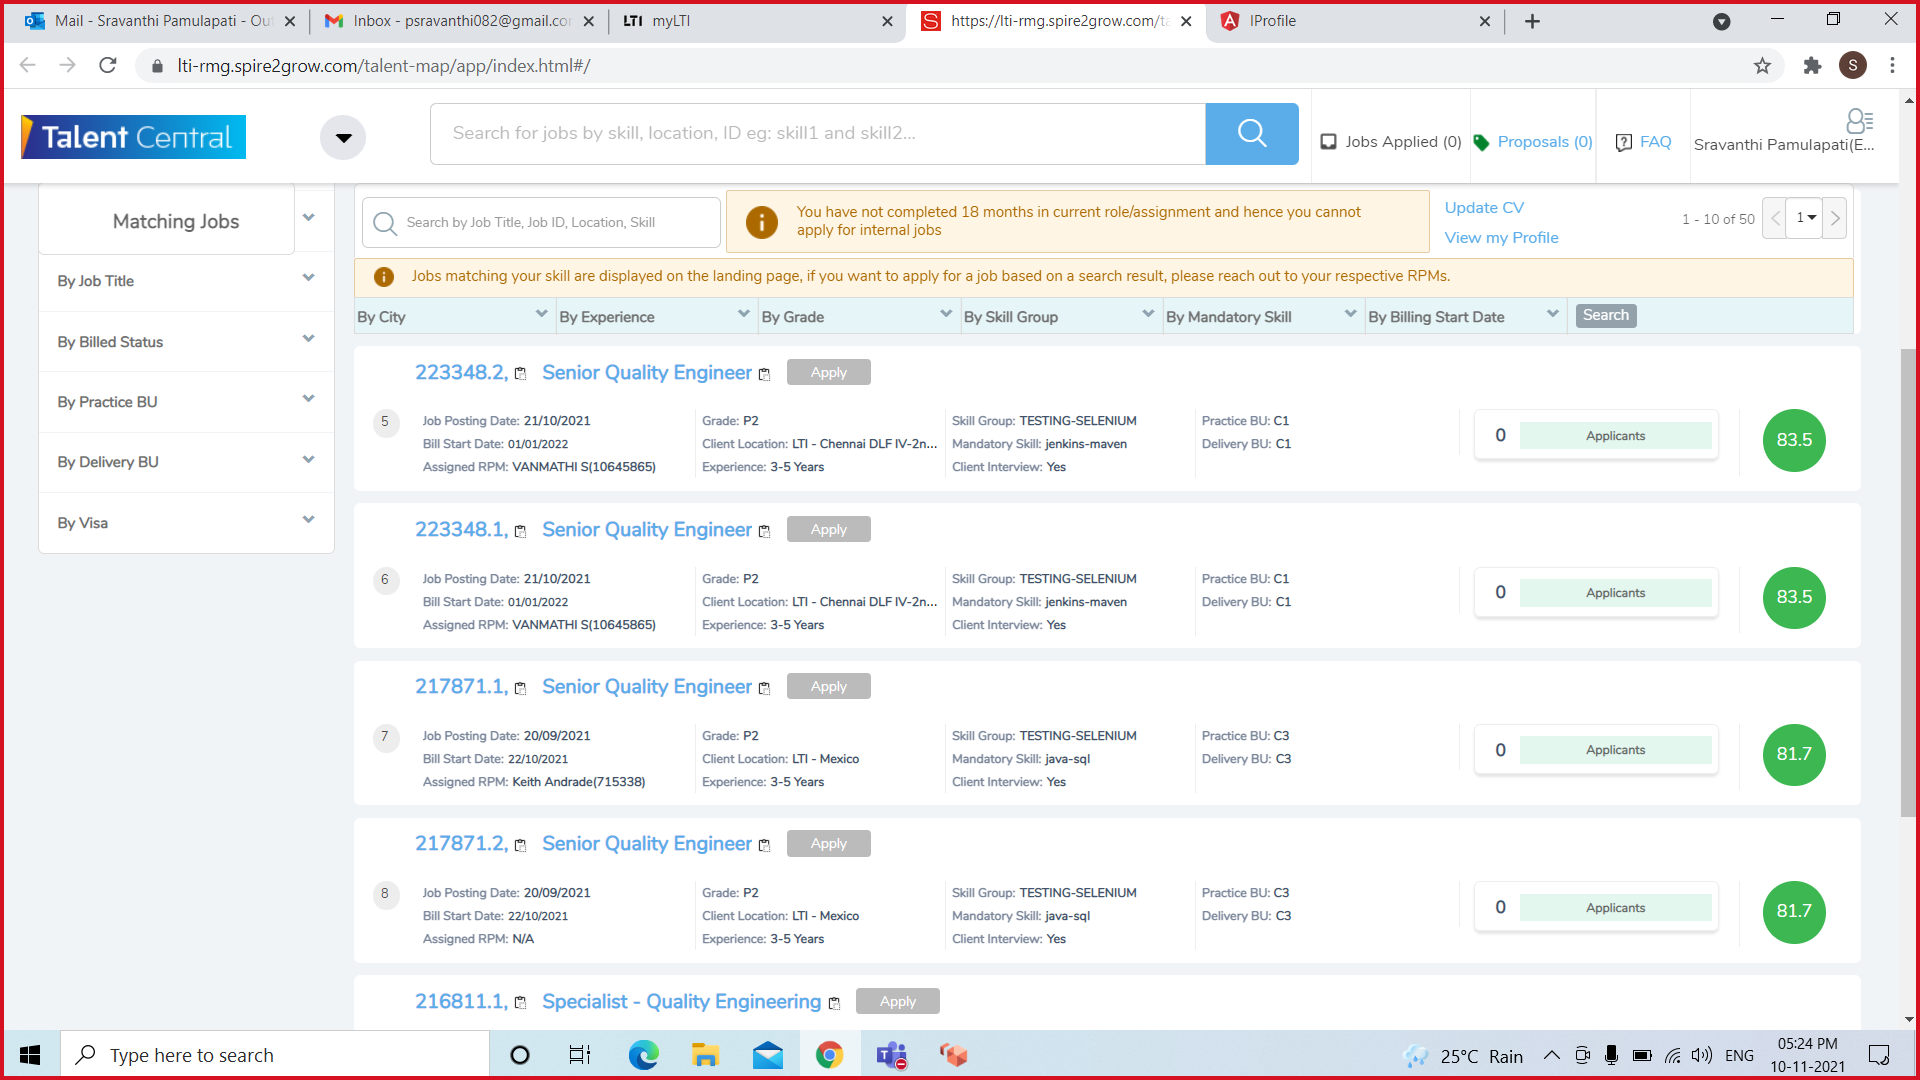 Mail - Sravanthi Pamulapati - Ou
Inbox - psravanthi082@gmail.co
LTI myLTI
https://lti-rmg.spire2grow.com/ta
IProfile
lti-rmg.spire2grow.com/talent-map/app/index.html#/
S
Talent Central
Search for jobs by skill, location, ID eg: skill1 and skill2...
Jobs Applied (0)
Proposals (0)
FAQ
Sravanthi Pamulapati(E...
Matching Jobs
Search by Job Title, Job ID, Location, Skill
You have not completed 18 months in current role/assignment and hence you cannot
apply for internal jobs
Update CV
View my Profile
1 - 10 of 50
1
Jobs matching your skill are displayed on the landing page, if you want to apply for a job based on a search result, please reach out to your respective RPMs.
By Job Title
By Billed Status
By Practice BU
By Delivery BU
By Visa
By City By Experience By Grade By Skill Group By Mandatory Skill By Billing Start Date Search
223348.2, Senior Quality Engineer Apply
5
Job Posting Date: 21/10/2021 Grade: P2 Skill Group: TESTING-SELENIUM Practice BU: C1
Bill Start Date: 01/01/2022 Client Location: LTI - Chennai DLF IV-2n... Mandatory Skill: jenkins-maven Delivery BU: C1
Assigned RPM: VANMATHI S(10645865) Experience: 3-5 Years Client Interview: Yes
0 Applicants
83.5
223348.1, Senior Quality Engineer Apply
6
Job Posting Date: 21/10/2021 Grade: P2 Skill Group: TESTING-SELENIUM Practice BU: C1
Bill Start Date: 01/01/2022 Client Location: LTI - Chennai DLF IV-2n... Mandatory Skill: jenkins-maven Delivery BU: C1
Assigned RPM: VANMATHI S(10645865) Experience: 3-5 Years Client Interview: Yes
0 Applicants
83.5
217871.1, Senior Quality Engineer Apply
7
Job Posting Date: 20/09/2021 Grade: P2 Skill Group: TESTING-SELENIUM Practice BU: C3
Bill Start Date: 22/10/2021 Client Location: LTI - Mexico Mandatory Skill: java-sql Delivery BU: C3
Assigned RPM: Keith Andrade(715338) Experience: 3-5 Years Client Interview: Yes
0 Applicants
81.7
217871.2, Senior Quality Engineer Apply
8
Job Posting Date: 20/09/2021 Grade: P2 Skill Group: TESTING-SELENIUM Practice BU: C3
Bill Start Date: 22/10/2021 Client Location: LTI - Mexico Mandatory Skill: java-sql Delivery BU: C3
Assigned RPM: N/A Experience: 3-5 Years Client Interview: Yes
0 Applicants
81.7
216811.1, Specialist - Quality Engineering Apply
Type here to search
25°C Rain
ENG
05:24 PM
10-11-2021